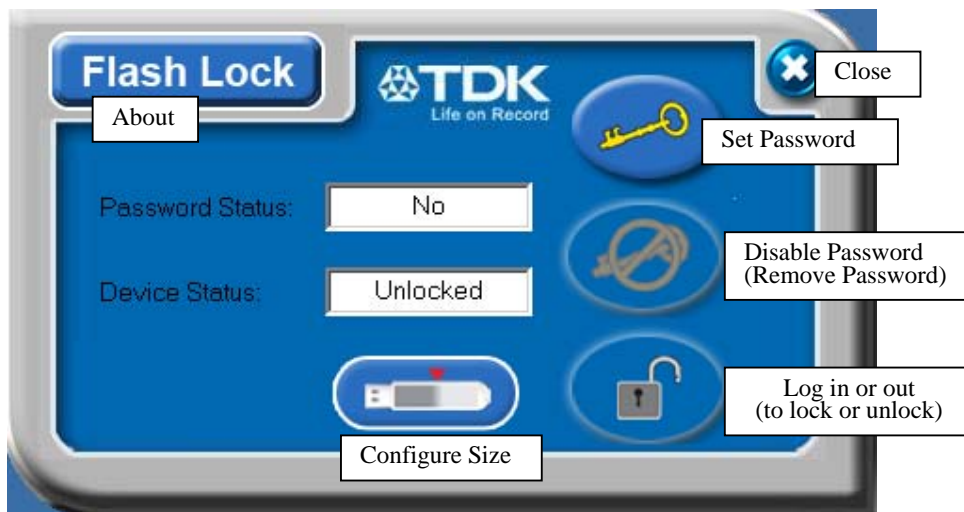 Flash Lock
About
TDK
Life on Record
Close
Set Password
Password Status:
No
Disable Password
(Remove Password)
Device Status:
Unlocked
Log in or out
(to lock or unlock)
Configure Size